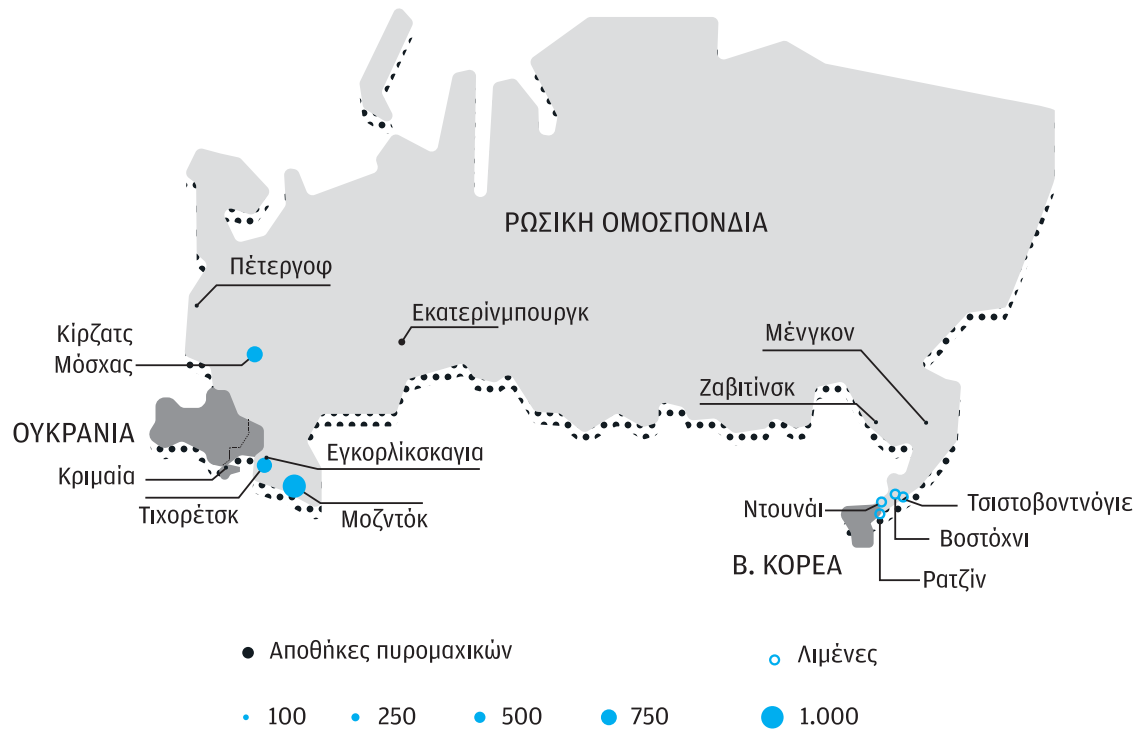 ΡΩΣΙΚΗ ΟΜΟΣΠΟΝΔΙΑ
Πέτεργοφ
Εκατερίνμπουργκ
Κίρζατς
Μόσχας
Μένγκον
Ζαβιτίνσκ
ΟΥΚΡΑΝΙΑ
Εγκορλίκσκαγια
Κριμαία
Τιχορέτσκ
Μοζντόκ
Ντουνάι
Τσιστοβοντνόγιε
Βοστόχνι
Β. ΚΟΡΕΑ
Ρατζίν
Αποθήκες πυρομαχικών
Λιμένες
100 250 500 750 1.000